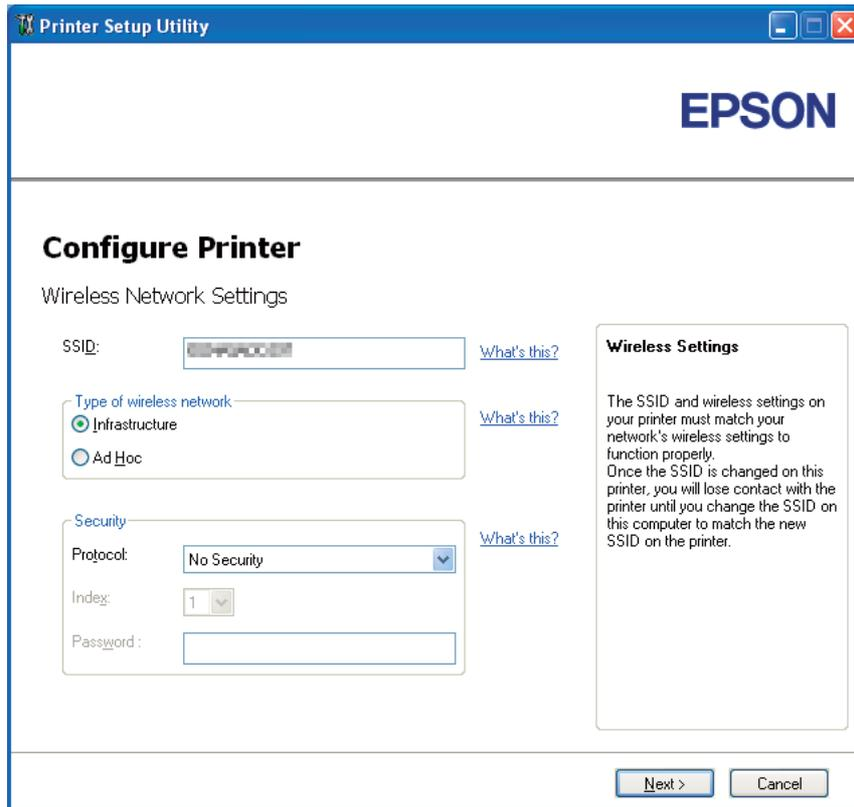 Printer Setup Utility
EPSON
Configure Printer
Wireless Network Settings
SSID:
What's this?
Type of wireless network
Infrastructure
Ad Hoc
What's this?
Security
Protocol:
No Security
What's this?
Index:
1
Password :
Wireless Settings
The SSID and wireless settings on
your printer must match your
network's wireless settings to
function properly.
Once the SSID is changed on this
printer, you will lose contact with the
printer until you change the SSID on
this computer to match the new
SSID on the printer.
Next >
Cancel